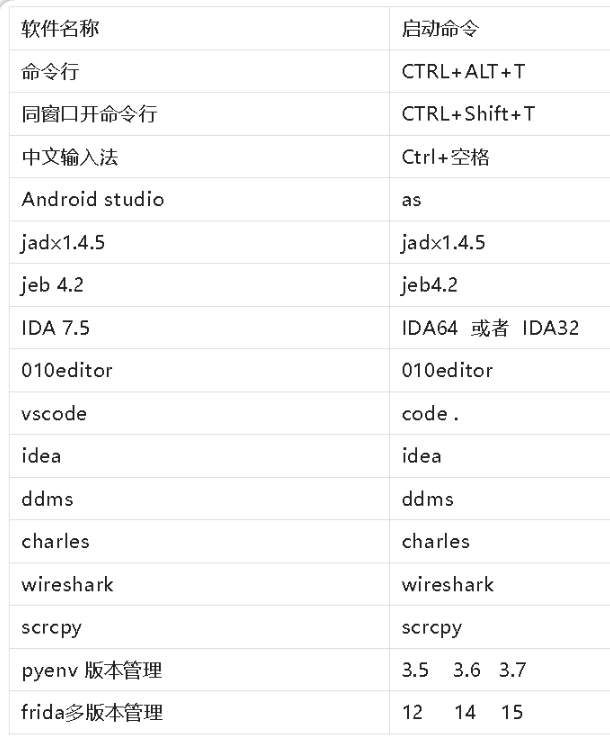 软件名称 启动命令
命令行 CTRL+ALT+T
同窗口开命令行 CTRL+Shift+T
中文输入法 Ctrl+空格
Android studio as
jadx1.4.5 jadx1.4.5
jeb 4.2 jeb4.2
IDA 7.5 IDA64 或者 IDA32
010editor 010editor
vscode code .
idea idea
ddms ddms
charles charles
wireshark wireshark
scrcpy scrcpy
pyenv 版本管理 3.5 3.6 3.7
frida多版本管理 12 14 15